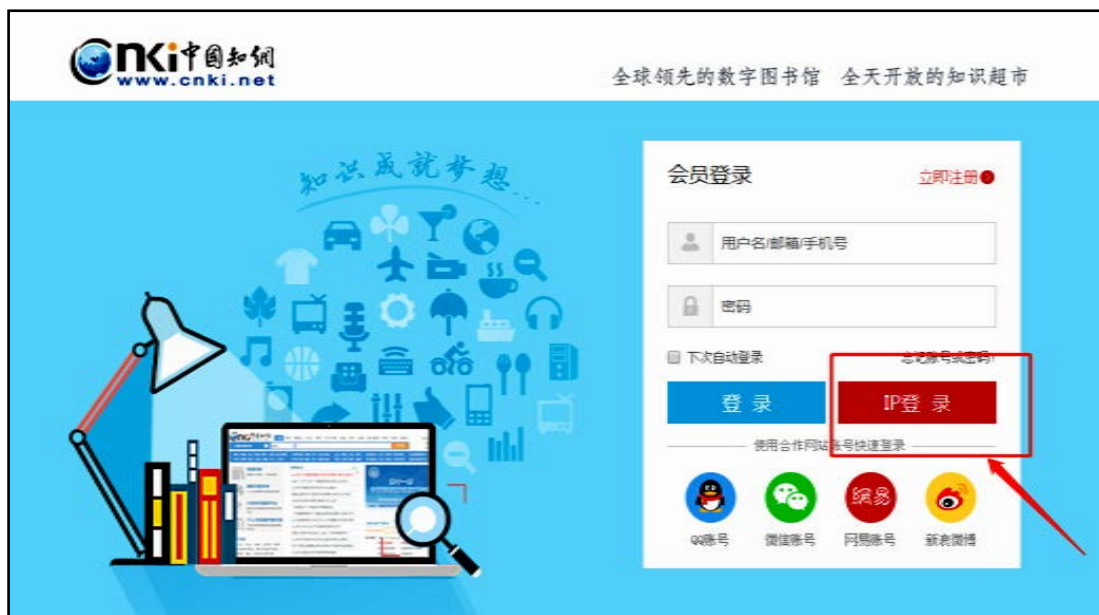 cnki中国知网
www.cnki.net
全球领先的数字图书馆 全天开放的知识超市
知识成就梦想...
会员登录
立即注册
用户名/邮箱/手机号
密码
下次自动登录
忘记账号或密码?
登 录
IP登 录
使用合作网站账号快速登录
QQ账号
微信账号
网易账号
新浪微博
網易